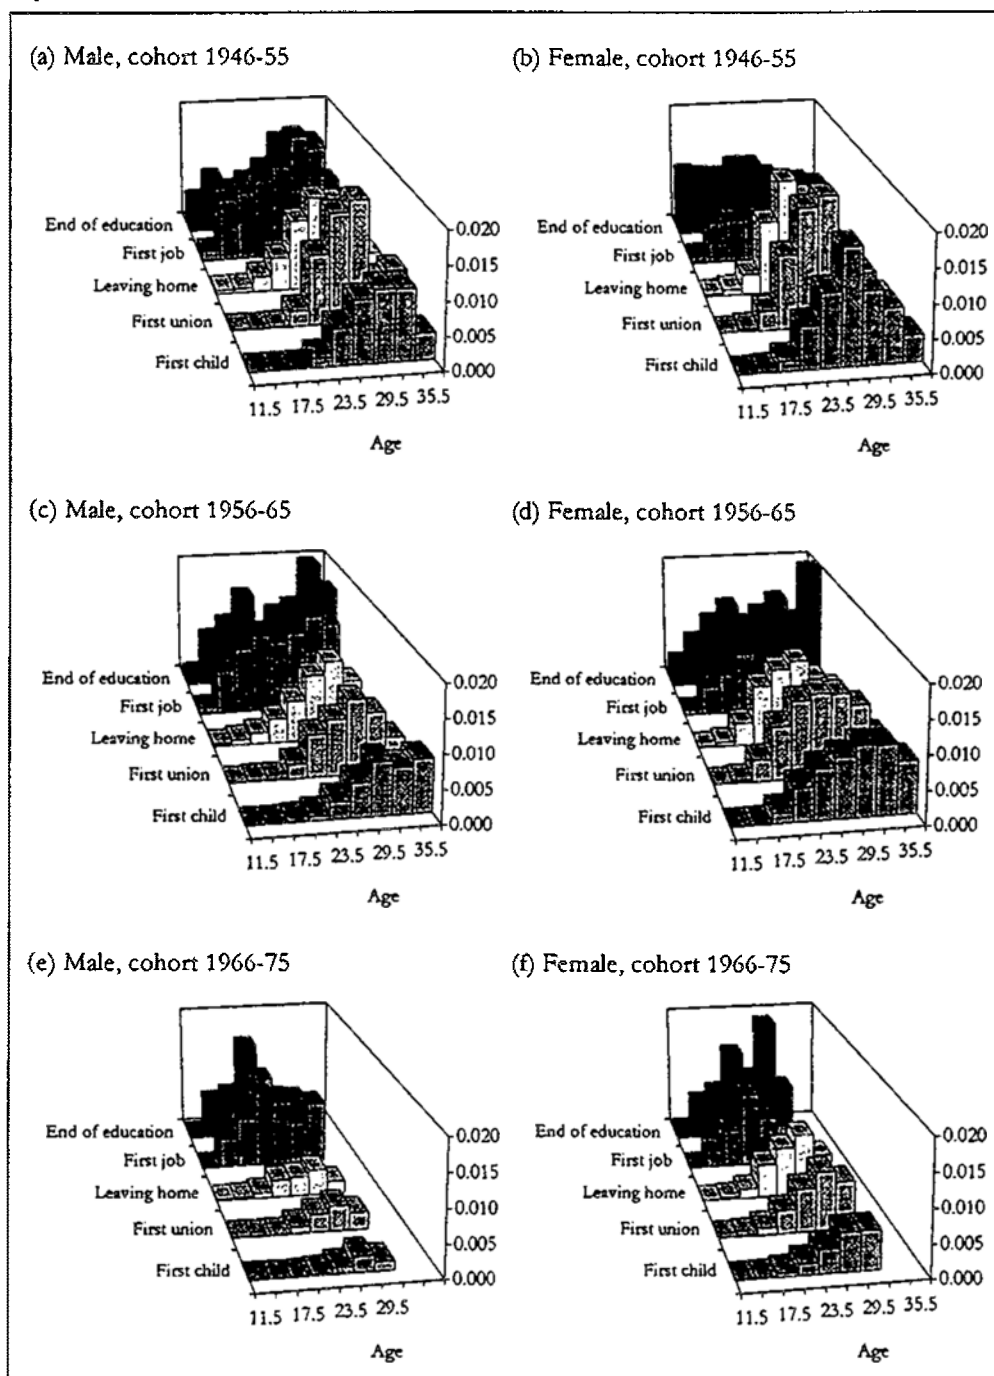 (a) Male, cohort 1946-55
End of education
First job
Leaving home
First union
First child
0.020
0.015
0.010
0.005
0.000
11.5 17.5 23.5 29.5 35.5
Age
(b) Female, cohort 1946-55
End of education
First job
Leaving home
First union
First child
0.020
0.015
0.010
0.005
0.000
11.5 17.5 23.5 29.5 35.5
Age
(c) Male, cohort 1956-65
End of education
First job
Leaving home
First union
First child
0.020
0.015
0.010
0.005
0.000
11.5 17.5 23.5 29.5 35.5
Age
(d) Female, cohort 1956-65
End of education
First job
Leaving home
First union
First child
0.020
0.015
0.010
0.005
0.000
11.5 17.5 23.5 29.5 35.5
Age
(e) Male, cohort 1966-75
End of education
First job
Leaving home
First union
First child
0.020
0.015
0.010
0.005
0.000
11.5 17.5 23.5 29.5
Age
(f) Female, cohort 1966-75
End of education
First job
Leaving home
First union
First child
0.020
0.015
0.010
0.005
0.000
11.5 17.5 23.5 29.5 35.5
Age